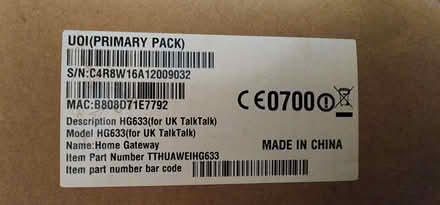 UOI(PRIMARY PACK)
S/N:C4R8W16A12009032
MAC:B808D71E7792
CE0700
Description HG633(for UK TalkTalk)
Model HG633(for UK TalkTalk)
Name:Home Gateway
MADE IN CHINA
Item Part Number TTHUAWEIHG633
Item part number bar code